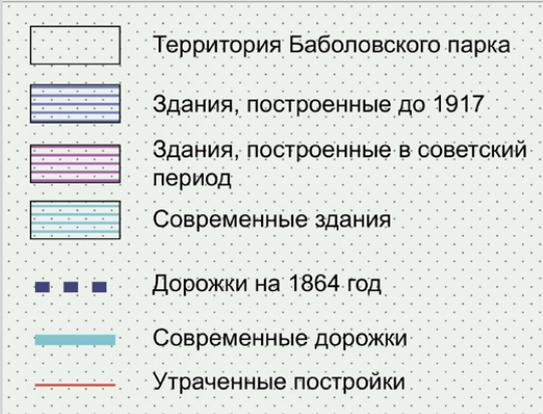 Территория Баболовского парка
Здания, построенные до 1917
Здания, построенные в советский
период
Современные здания
Дорожки на 1864 год
Современные дорожки
Утраченные постройки